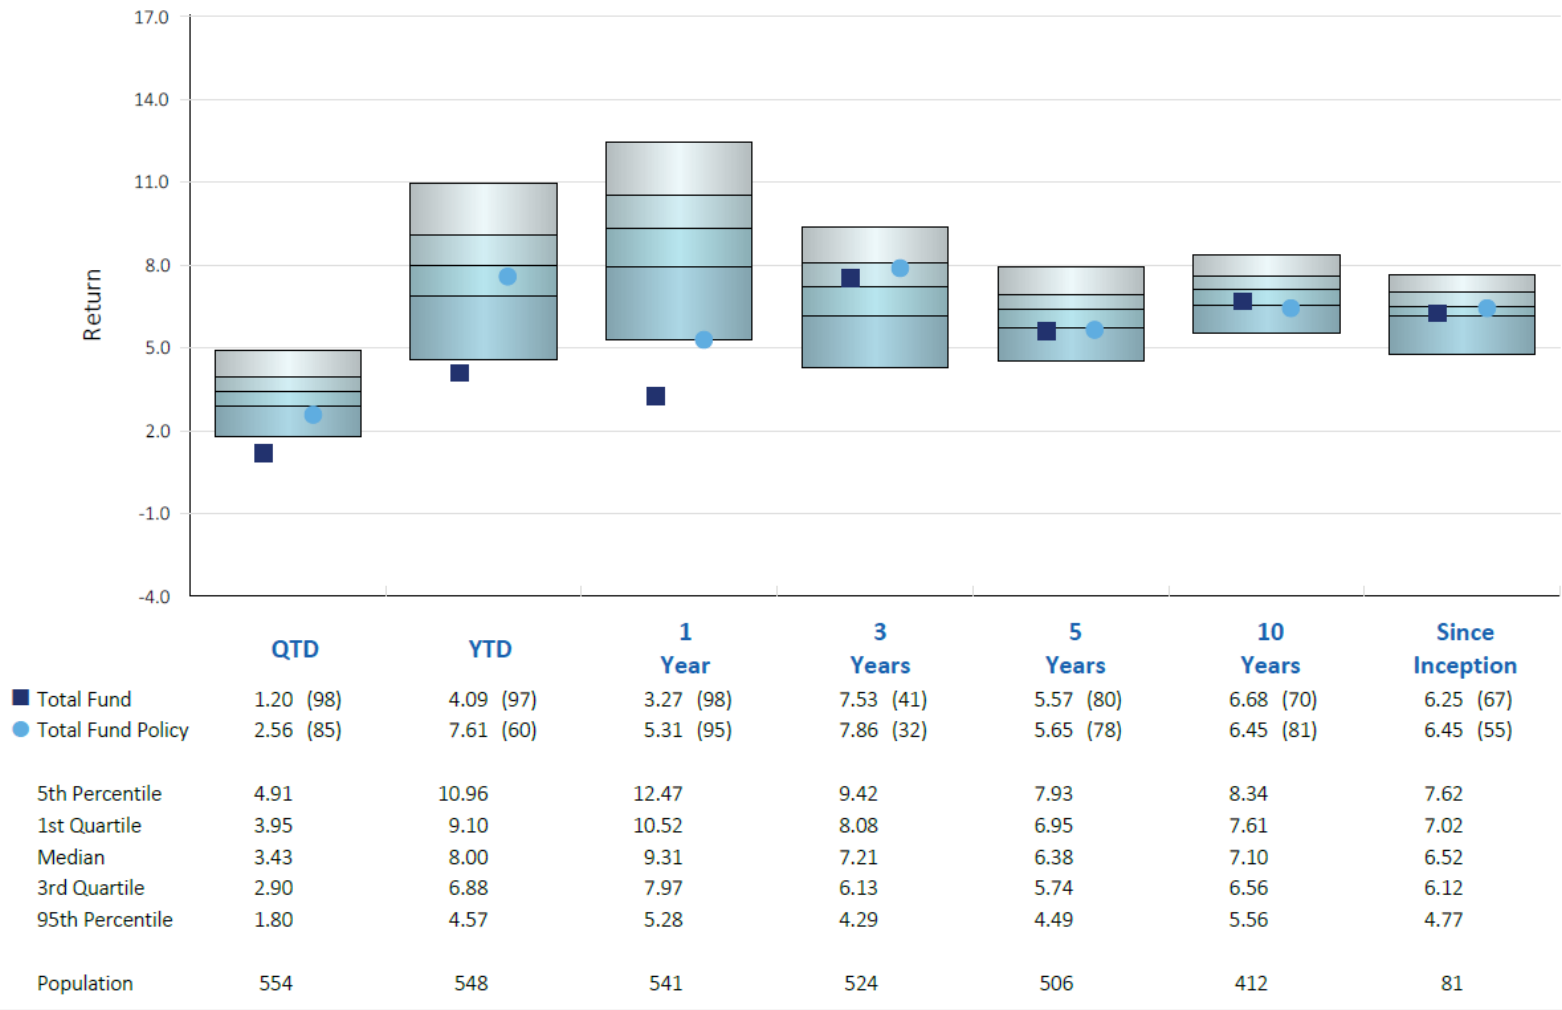 17.0
14.0
11.0
8.0
5.0
2.0
-1.0
-4.0
Return
QTD YTD 1 Year 3 Years 5 Years 10 Years Since Inception
Total Fund 1.20 (98) 4.09 (97) 3.27 (98) 7.53 (41) 5.57 (80) 6.68 (70) 6.25 (67)
Total Fund Policy 2.56 (85) 7.61 (60) 5.31 (95) 7.86 (32) 5.65 (78) 6.45 (81) 6.45 (55)
5th Percentile 4.91 10.96 12.47 9.42 7.93 8.34 7.62
1st Quartile 3.95 9.10 10.52 8.08 6.95 7.61 7.02
Median 3.43 8.00 9.31 7.21 6.38 7.10 6.52
3rd Quartile 2.90 6.88 7.97 6.13 5.74 6.56 6.12
95th Percentile 1.80 4.57 5.28 4.29 4.49 5.56 4.77
Population 554 548 541 524 506 412 81